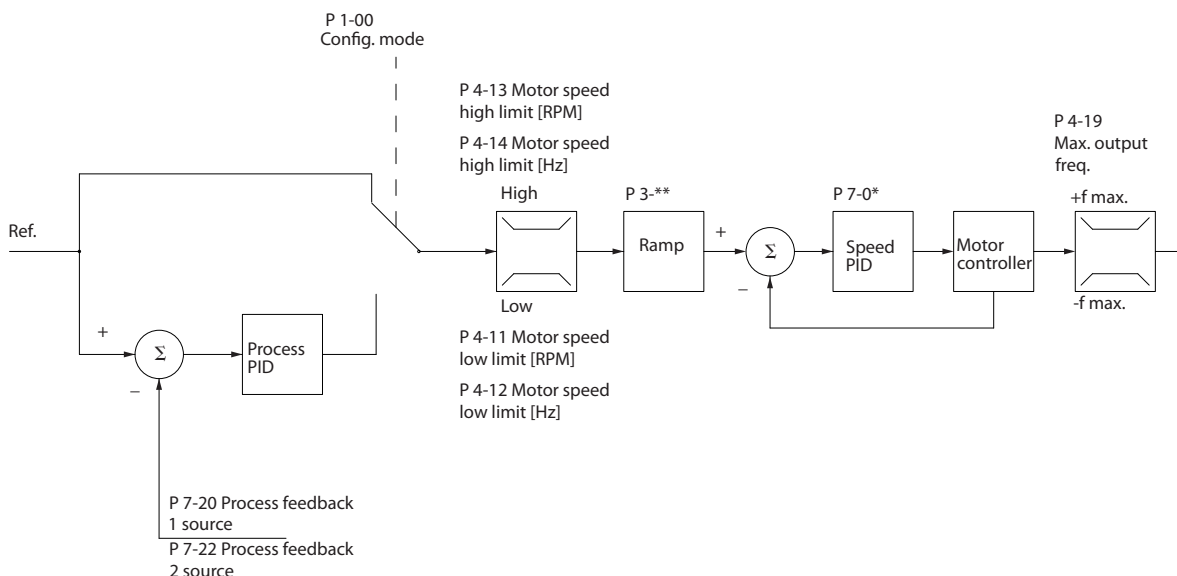 P 1-00
Config. mode
P 4-13 Motor speed
high limit [RPM]
P 4-14 Motor speed
high limit [Hz]
P 4-19
Max. output
freq.
High
P 3-**
P 7-0*
+f max.
Ref.
Ramp
+
Σ
Speed
PID
Motor
controller
−
Low
-f max.
+
Σ
Process
PID
−
P 4-11 Motor speed
low limit [RPM]
P 4-12 Motor speed
low limit [Hz]
P 7-20 Process feedback
1 source
P 7-22 Process feedback
2 source